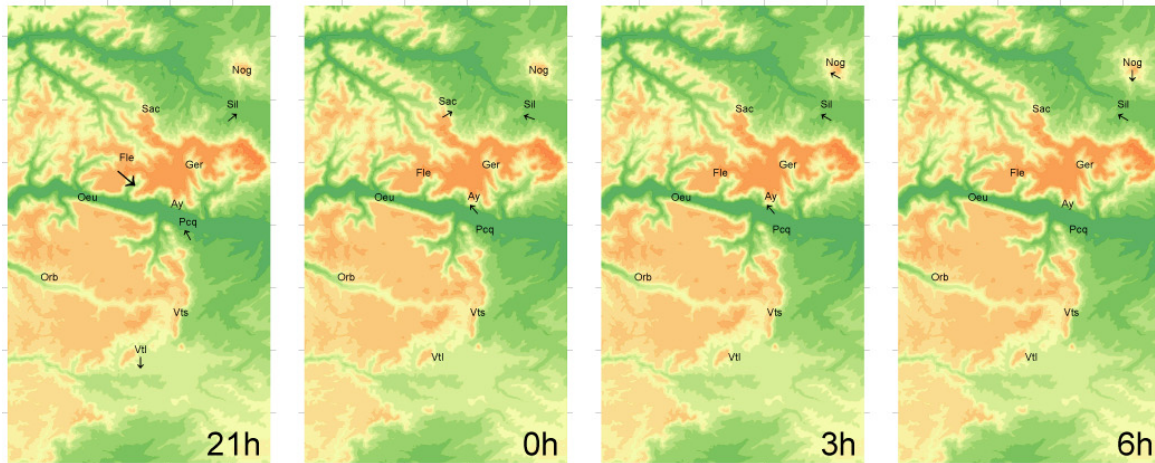 Nog
Sil
Sac
Fle
Ger
Oeu
Ay
Pcq
Orb
Vts
Vtl
21h
Nog
Sac
Sil
Ger
Fle
Oeu
Ay
Pcq
Orb
Vts
Vtl
0h
Nog
Sil
Sac
Ger
Fle
Oeu
Ay
Pcq
Orb
Vts
Vtl
3h
Nog
Sil
Sac
Ger
Fle
Oeu
Ay
Pcq
Orb
Vts
Vtl
6h